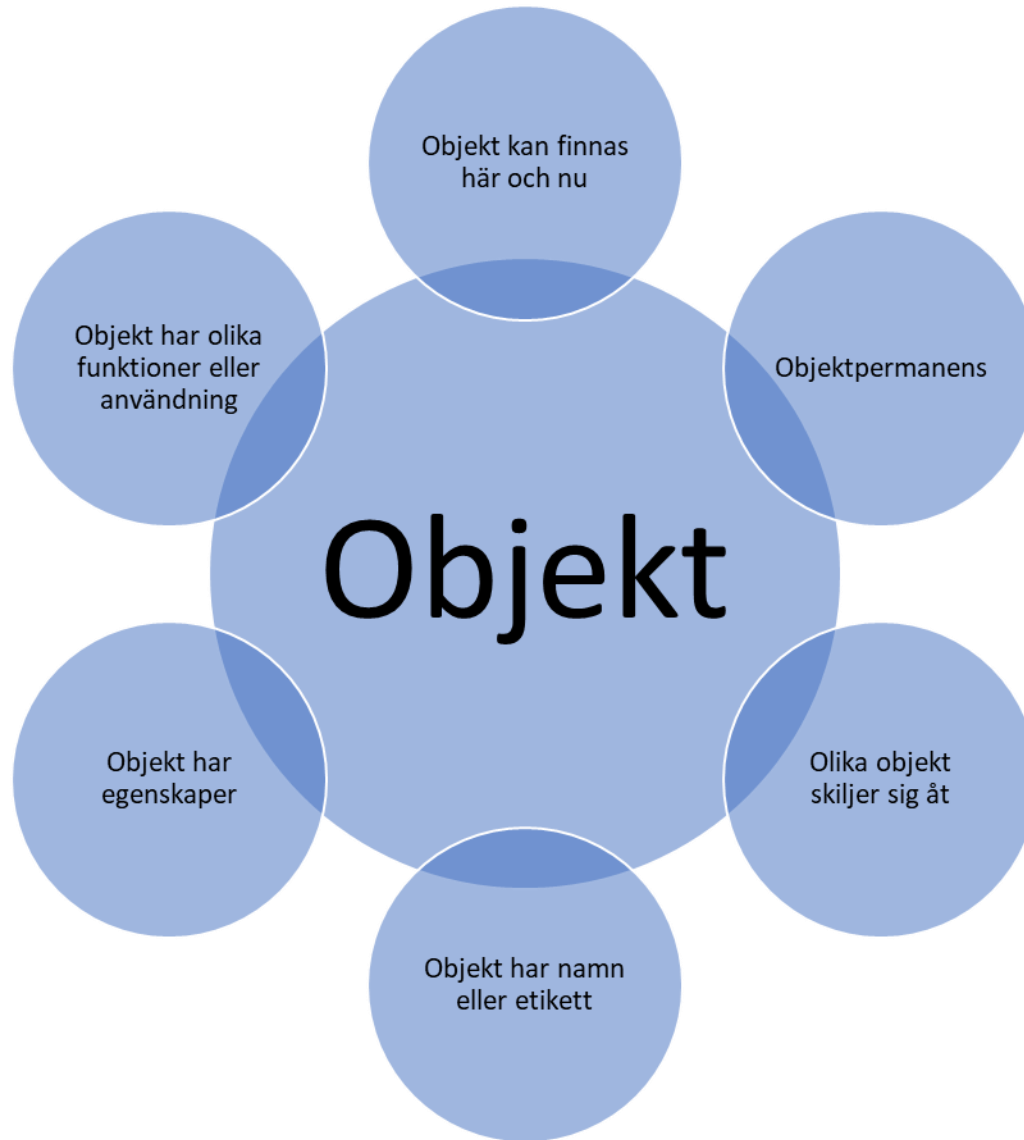 Objekt kan finnas
här och nu
Objektpermanens
Olika objekt
skiljer sig åt
Objekt har namn
eller etikett
Objekt har
egenskaper
Objekt har olika
funktioner eller
användning
Objekt